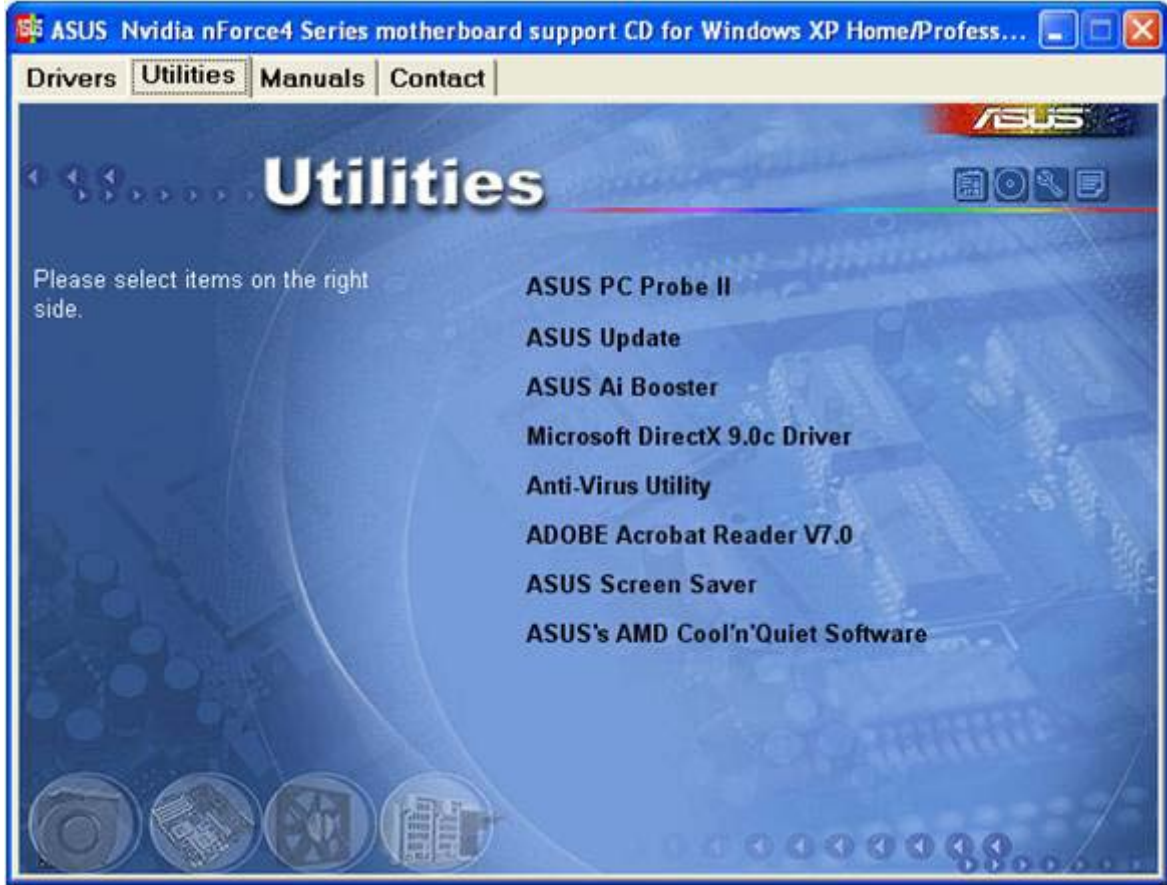 ASUS Nvidia nForce4 Series motherboard support CD for Windows XP Home/Profess...
Drivers Utilities Manuals Contact
ASUS
Utilities
Please select items on the right
side.
ASUS PC Probe II
ASUS Update
ASUS Ai Booster
Microsoft DirectX 9.0c Driver
Anti-Virus Utility
ADOBE Acrobat Reader V7.0
ASUS Screen Saver
ASUS's AMD Cool'n'Quiet Software